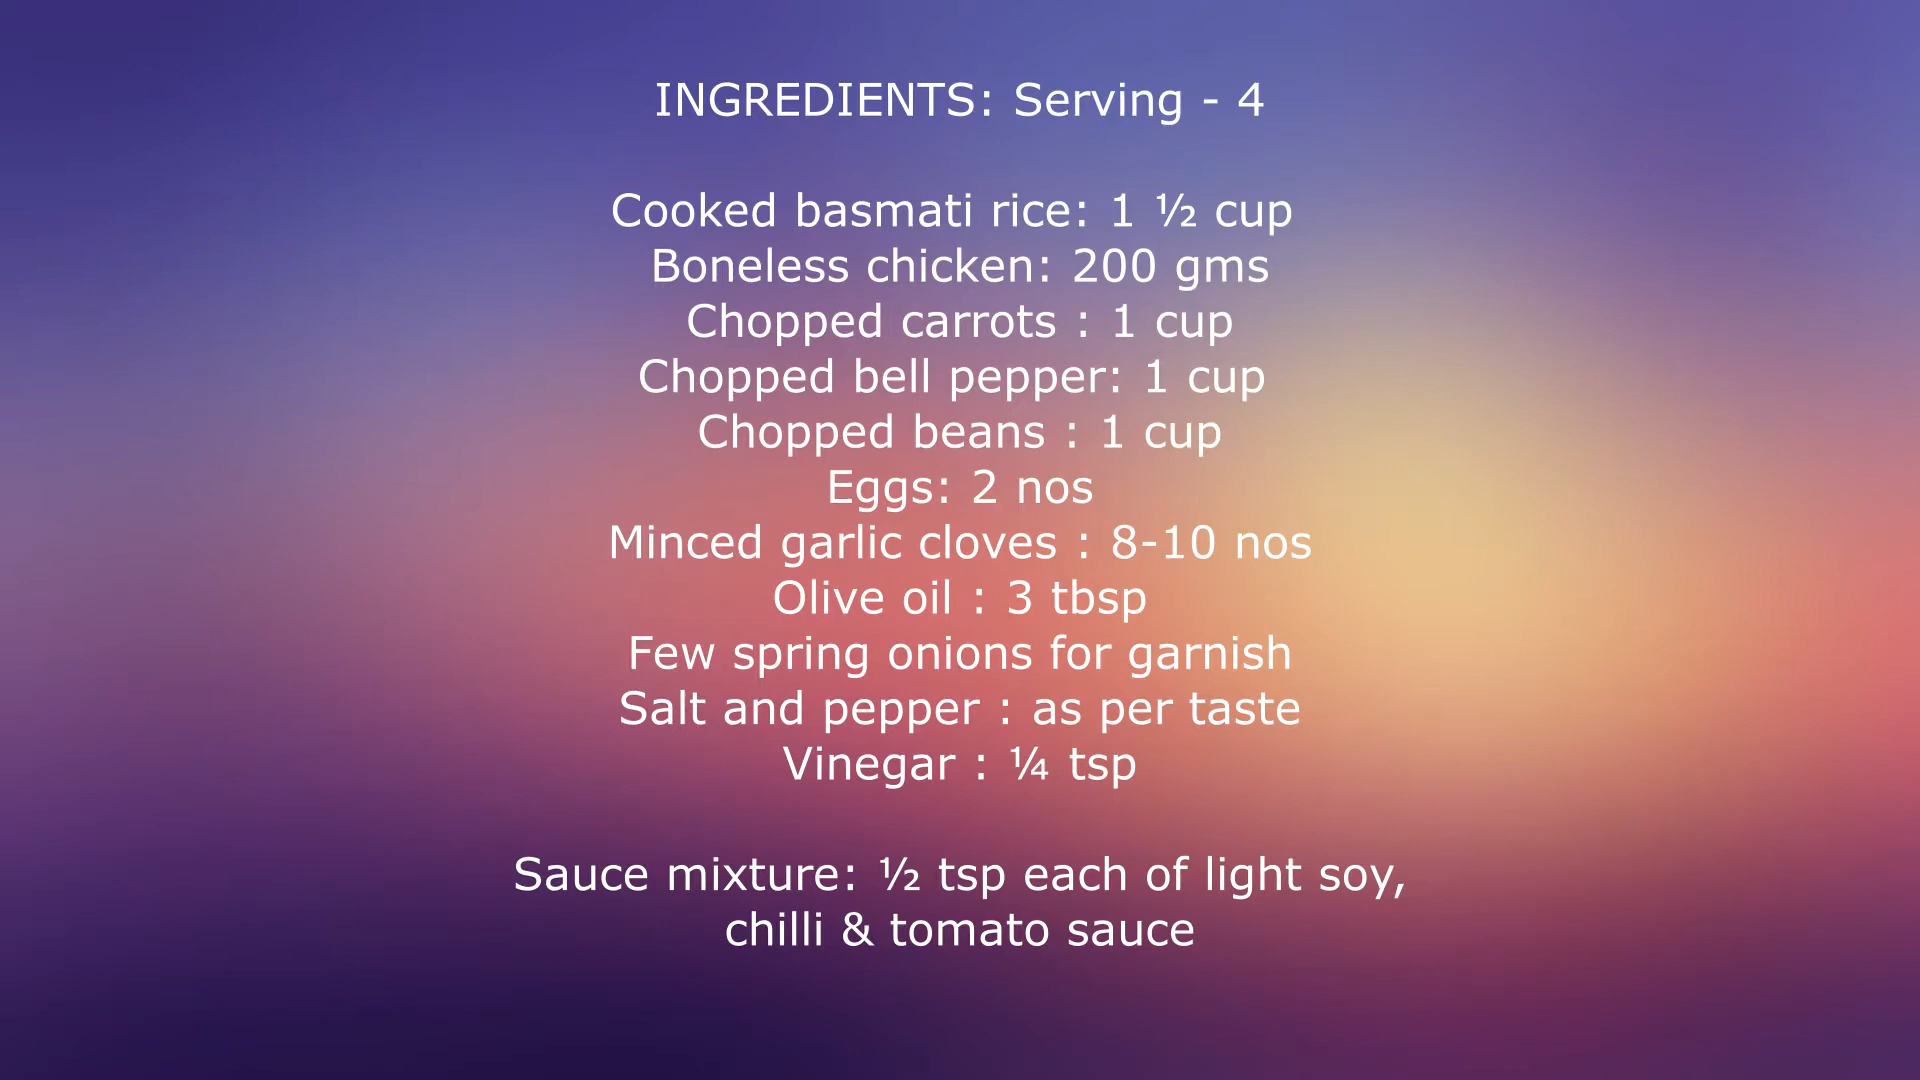 INGREDIENTS: Serving - 4
Cooked basmati rice: 1 ½ cup
Boneless chicken: 200 gms
Chopped carrots : 1 cup
Chopped bell pepper: 1 cup
Chopped beans : 1 cup
Eggs: 2 nos
Minced garlic cloves : 8-10 nos
Olive oil : 3 tbsp
Few spring onions for garnish
Salt and pepper : as per taste
Vinegar : ¼ tsp
Sauce mixture: ½ tsp each of light soy,
chilli & tomato sauce